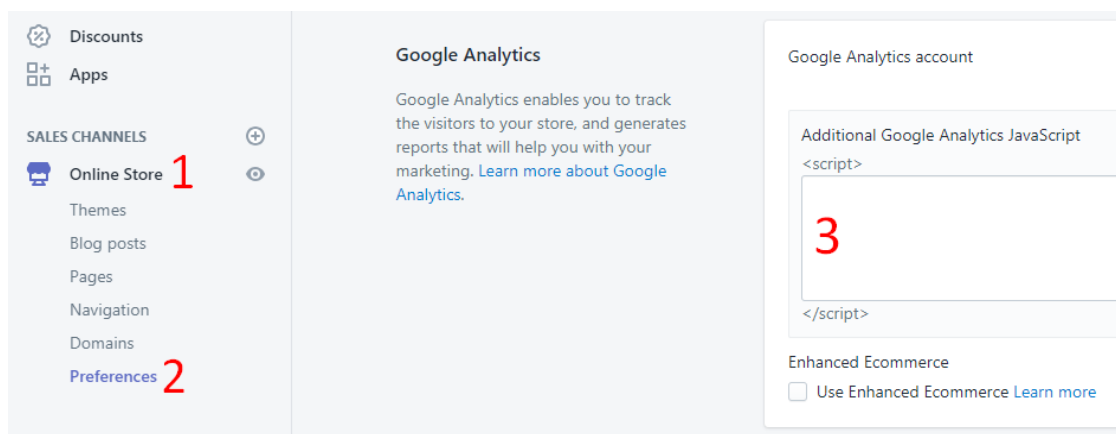 Discounts
Apps
SALES CHANNELS
Online Store 1
Themes
Blog posts
Pages
Navigation
Domains
Preferences 2
Google Analytics
Google Analytics enables you to track
the visitors to your store, and generates
reports that will help you with your
marketing. Learn more about Google
Analytics.
Google Analytics account
Additional Google Analytics JavaScript
<script>
3
</script>
Enhanced Ecommerce
Use Enhanced Ecommerce Learn more